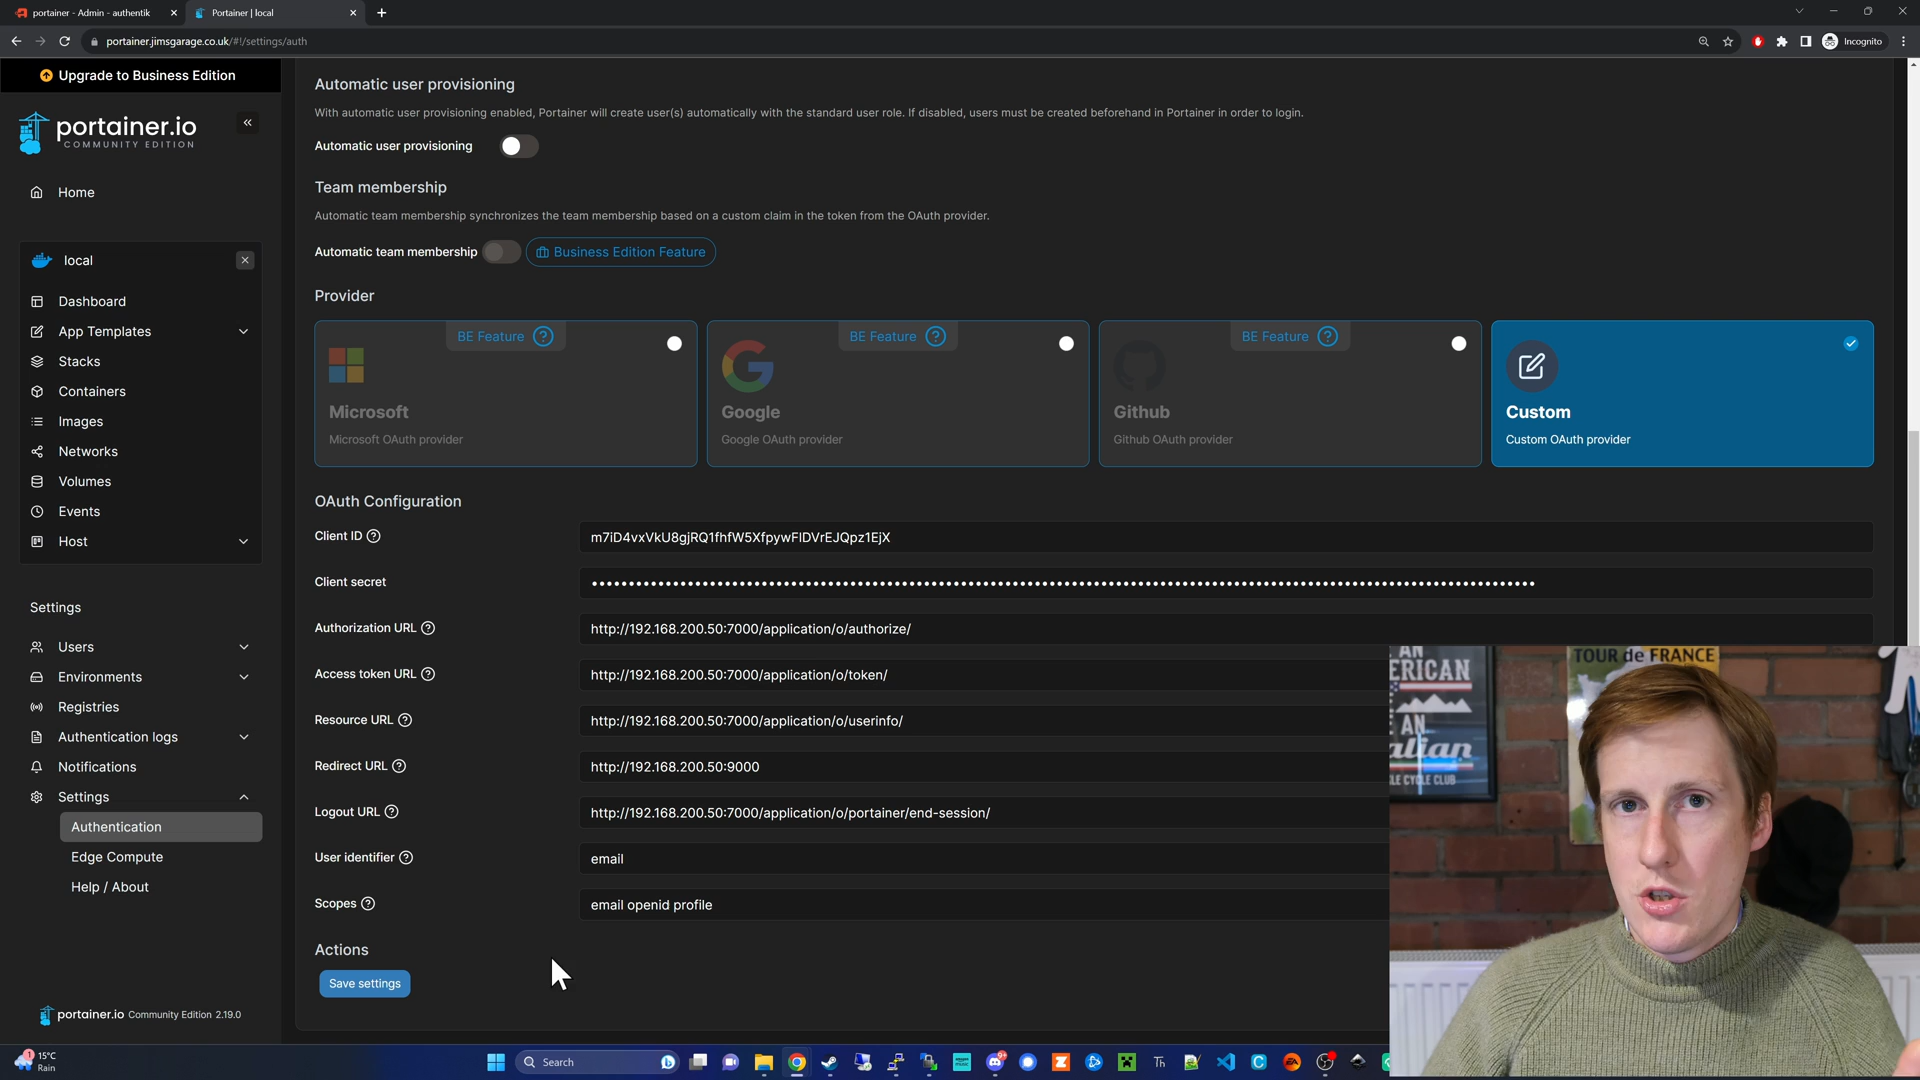 portainer - Admin - authentik
Portainer | local
portainer.jimsgarage.co.uk/#!/settings/auth
Incognito
Upgrade to Business Edition
portainer.io
COMMUNITY EDITION
Home
local
Dashboard
App Templates
Stacks
Containers
Images
Networks
Volumes
Events
Host
Settings
Users
Environments
Registries
Authentication logs
Notifications
Settings
Authentication
Edge Compute
Help / About
portainer.io Community Edition 2.19.0
Automatic user provisioning
With automatic user provisioning enabled, Portainer will create user(s) automatically with the standard user role. If disabled, users must be created beforehand in Portainer in order to login.
Automatic user provisioning
Team membership
Automatic team membership synchronizes the team membership based on a custom claim in the token from the OAuth provider.
Automatic team membership
Business Edition Feature
Provider
BE Feature
Microsoft
Microsoft OAuth provider
BE Feature
Google
Google OAuth provider
BE Feature
Github
Github OAuth provider
Custom
Custom OAuth provider
OAuth Configuration
Client ID
m7iD4vxVkU8gjRQ1fhfW5XfpywFIDVrEJQpz1EjX
Client secret
Authorization URL
http://192.168.200.50:7000/application/o/authorize/
Access token URL
http://192.168.200.50:7000/application/o/token/
Resource URL
http://192.168.200.50:7000/application/o/userinfo/
Redirect URL
http://192.168.200.50:9000
Logout URL
http://192.168.200.50:7000/application/o/portainer/end-session/
User identifier
email
Scopes
email openid profile
Actions
Save settings
AN
ERICAN
E AN
alian
LE CYCLE CLUB
TOUR de FRANCE
1
15°C
Rain
Search
Th